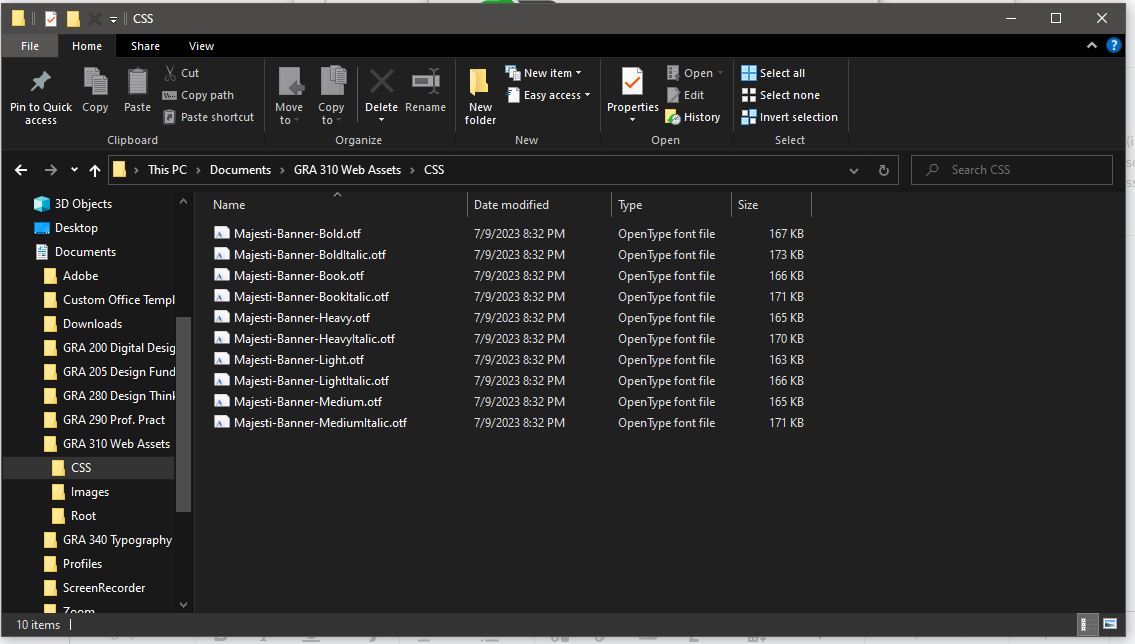 CSS
File Home Share View
Pin to Quick access
Copy
Paste
Cut
Copy path
Paste shortcut
Clipboard
Move to
Copy to
Delete
Rename
Organize
New folder
New item
Easy access
New
Properties
Open
Edit
History
Open
Select all
Select none
Invert selection
Select
This PC > Documents > GRA 310 Web Assets > CSS
Search CSS
3D Objects
Desktop
Documents
Adobe
Custom Office Templ
Downloads
GRA 200 Digital Desig
GRA 205 Design Fund
GRA 280 Design Think
GRA 290 Prof. Pract
GRA 310 Web Assets
CSS
Images
Root
GRA 340 Typography
Profiles
ScreenRecorder
Zoom
Name Date modified Type Size
Majesti-Banner-Bold.otf 7/9/2023 8:32 PM OpenType font file 167 KB
Majesti-Banner-BoldItalic.otf 7/9/2023 8:32 PM OpenType font file 173 KB
Majesti-Banner-Book.otf 7/9/2023 8:32 PM OpenType font file 166 KB
Majesti-Banner-BookItalic.otf 7/9/2023 8:32 PM OpenType font file 171 KB
Majesti-Banner-Heavy.otf 7/9/2023 8:32 PM OpenType font file 165 KB
Majesti-Banner-HeavyItalic.otf 7/9/2023 8:32 PM OpenType font file 170 KB
Majesti-Banner-Light.otf 7/9/2023 8:32 PM OpenType font file 163 KB
Majesti-Banner-LightItalic.otf 7/9/2023 8:32 PM OpenType font file 166 KB
Majesti-Banner-Medium.otf 7/9/2023 8:32 PM OpenType font file 165 KB
Majesti-Banner-MediumItalic.otf 7/9/2023 8:32 PM OpenType font file 171 KB
10 items